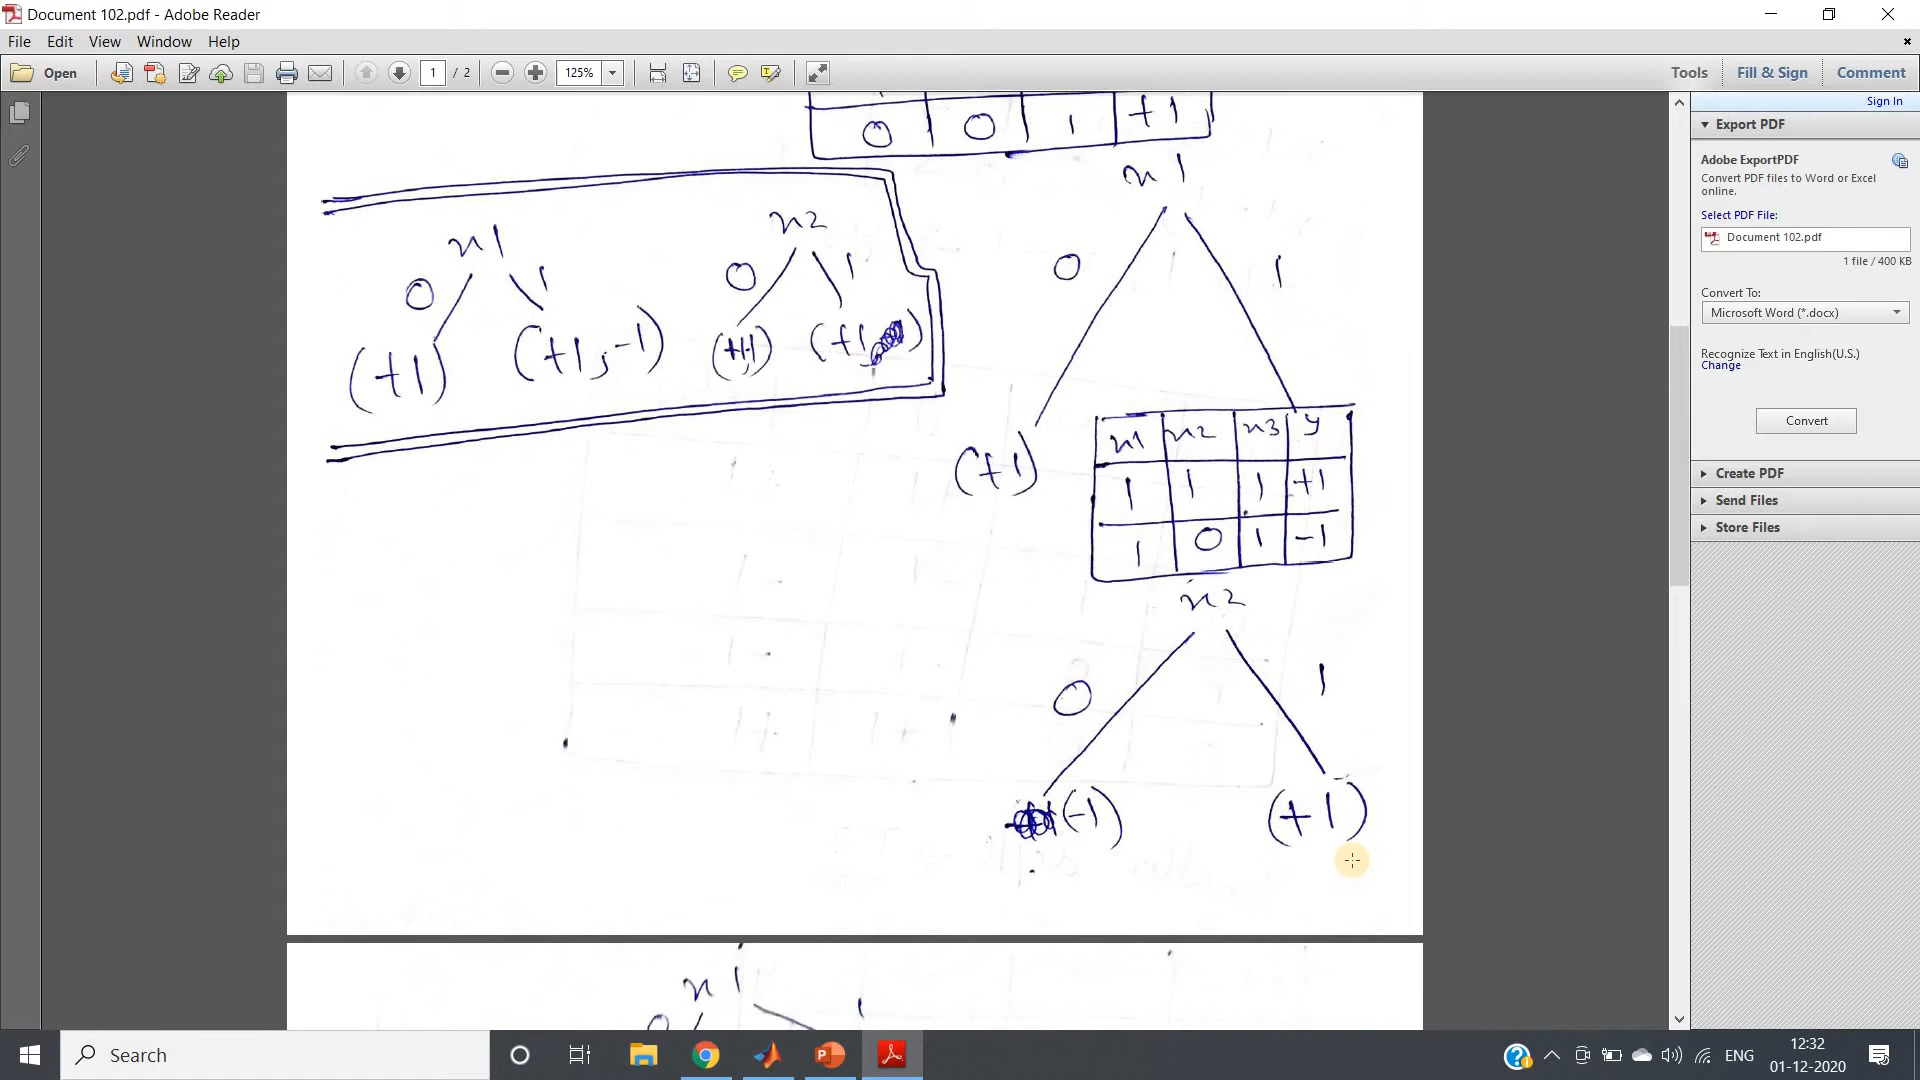 Document 102.pdf - Adobe Reader
File Edit View Window Help
Open 1 / 2 125% Tools Fill & Sign Comment
Sign In
Export PDF
Adobe ExportPDF
Convert PDF files to Word or Excel
online.
Select PDF File:
Document 102.pdf
1 file / 400 KB
Convert To:
Microsoft Word (*.docx)
Recognize Text in English(U.S.)
Change
Convert
Create PDF
Send Files
Store Files
0 0 1 +1
x1
0 1
(+1)
x1 x2 x3 y
1 1 1 +1
1 0 1 -1
x2
0 1
(-1) (+1)
x1
0 1
(+1) (+1, -1)
x2
0 1
(+1
x1
0 1
Search
ENG
12:32
01-12-2020